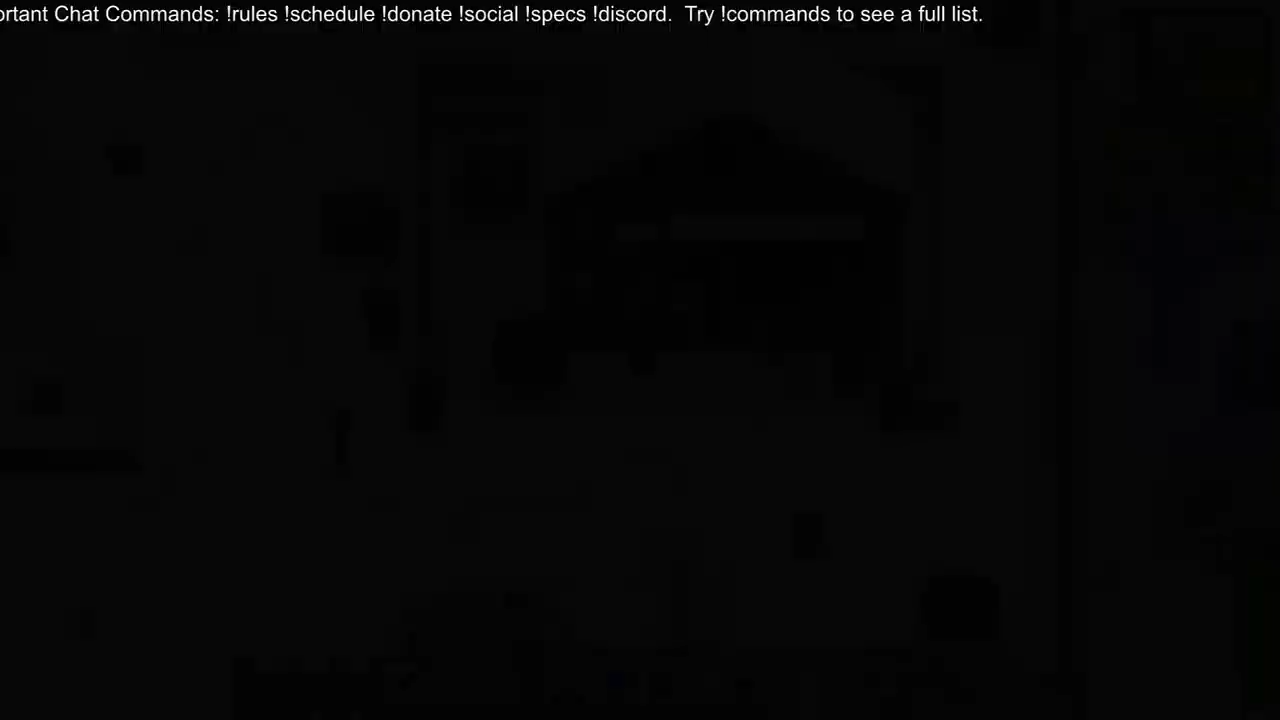 ortant Chat Commands: !rules !schedule !donate !social !specs !discord.  Try !commands to see a full list.